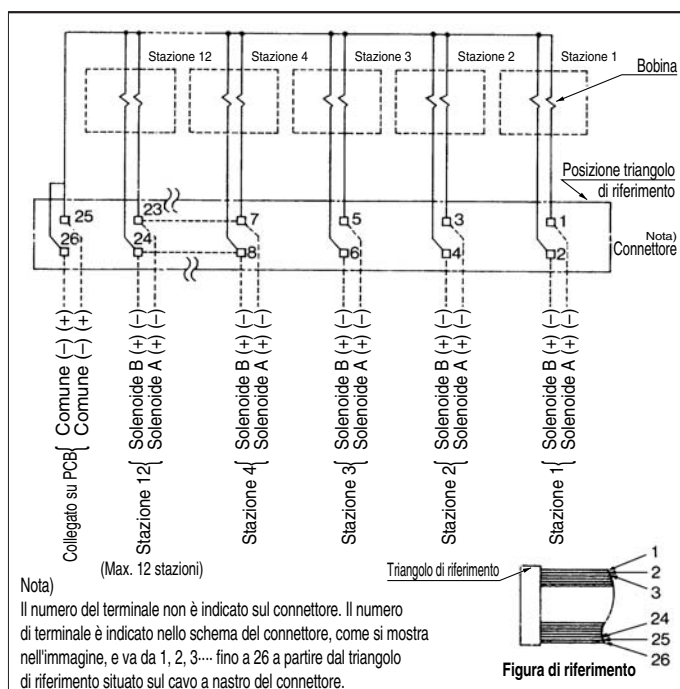 Stazione 12
Stazione 4
Stazione 3
Stazione 2
Stazione 1
Bobina
Posizione triangolo
di riferimento
Nota)
Connettore
25
23
7
5
3
1
26
24
8
6
4
2
Comune (−) (+)
Comune (−) (+)
Collegato su PCB
Solenoide B (+) (−)
Solenoide A (+) (−)
Stazione 12
Solenoide B (+) (−)
Solenoide A (+) (−)
Stazione 4
Solenoide B (+) (−)
Solenoide A (+) (−)
Stazione 3
Solenoide B (+) (−)
Solenoide A (+) (−)
Stazione 2
Solenoide B (+) (−)
Solenoide A (+) (−)
Stazione 1
(Max. 12 stazioni)
Nota)
Il numero del terminale non è indicato sul connettore. Il numero
di terminale è indicato nello schema del connettore, come si mostra
nell'immagine, e va da 1, 2, 3···· fino a 26 a partire dal triangolo
di riferimento situato sul cavo a nastro del connettore.
Triangolo di riferimento
1
2
3
24
25
26
Figura di riferimento